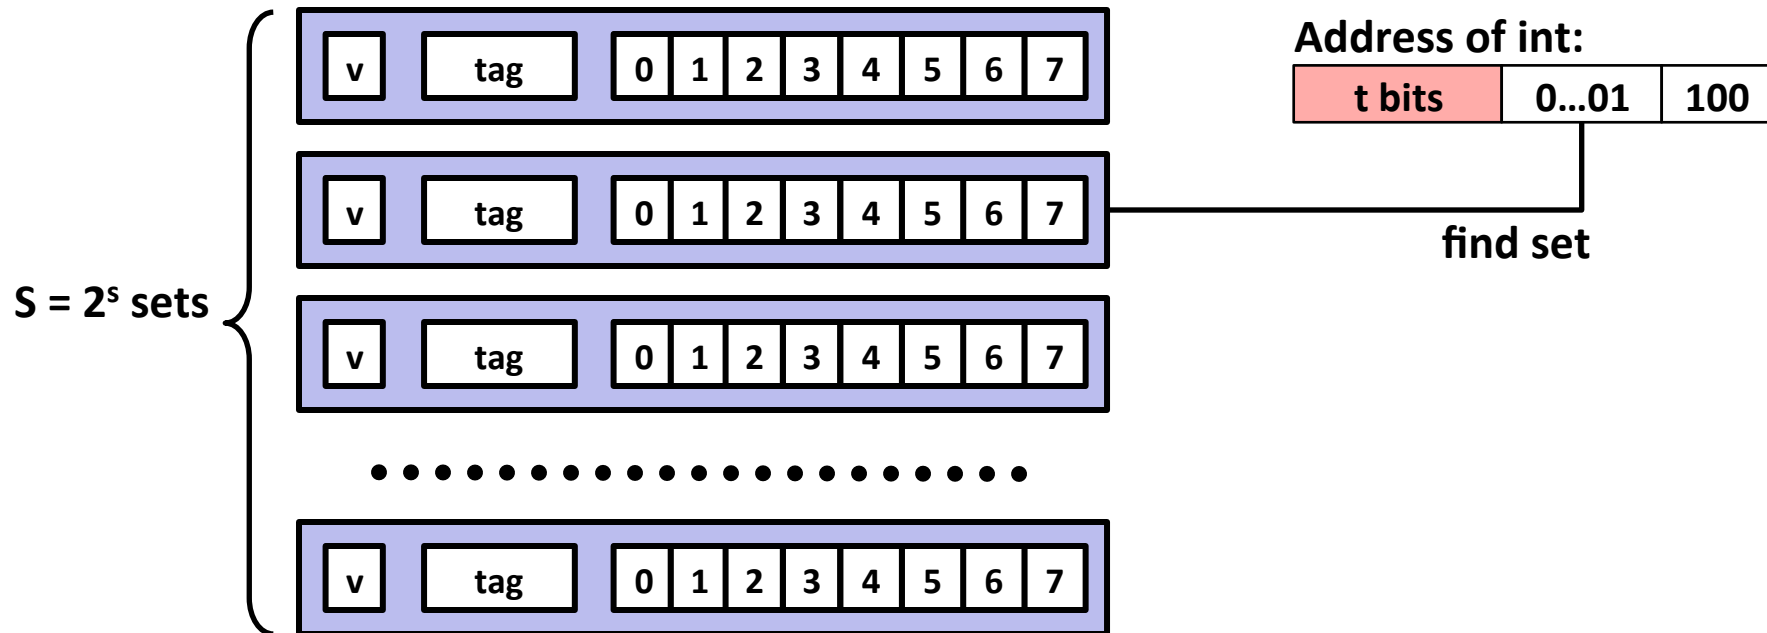 v tag 0 1 2 3 4 5 6 7
Address of int:
t bits 0...01 100
v tag 0 1 2 3 4 5 6 7
find set
S = 2ˢ sets
v tag 0 1 2 3 4 5 6 7
v tag 0 1 2 3 4 5 6 7